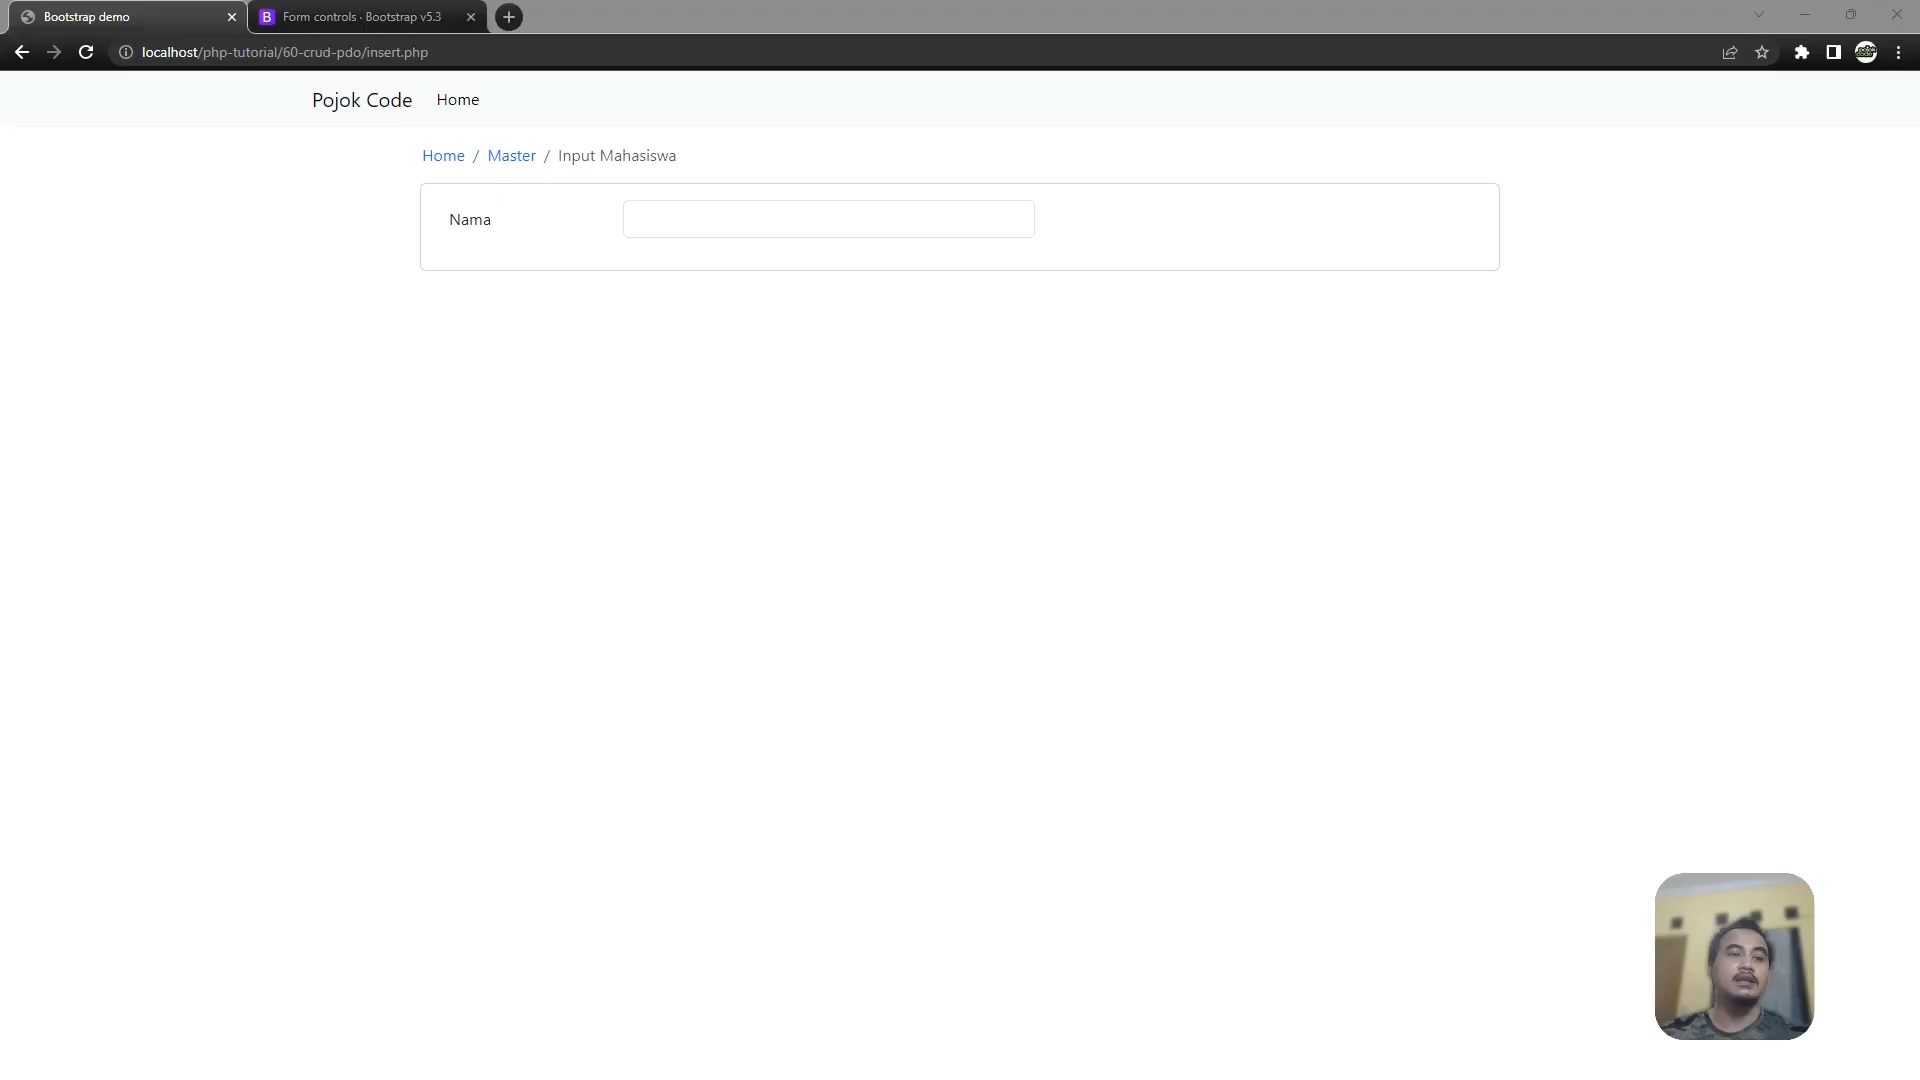 Bootstrap demo
B Form controls · Bootstrap v5.3
localhost/php-tutorial/60-crud-pdo/insert.php
Pojok Code Home
Home / Master / Input Mahasiswa
Nama